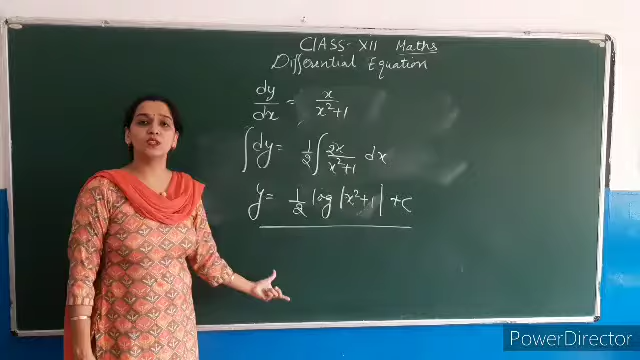 CLASS-XII Maths
Differential Equation
dy/dx = x/x²+1
∫dy = 1/2 ∫ 2x/x²+1 dx
y = 1/2 log |x²+1| + C
PowerDirector